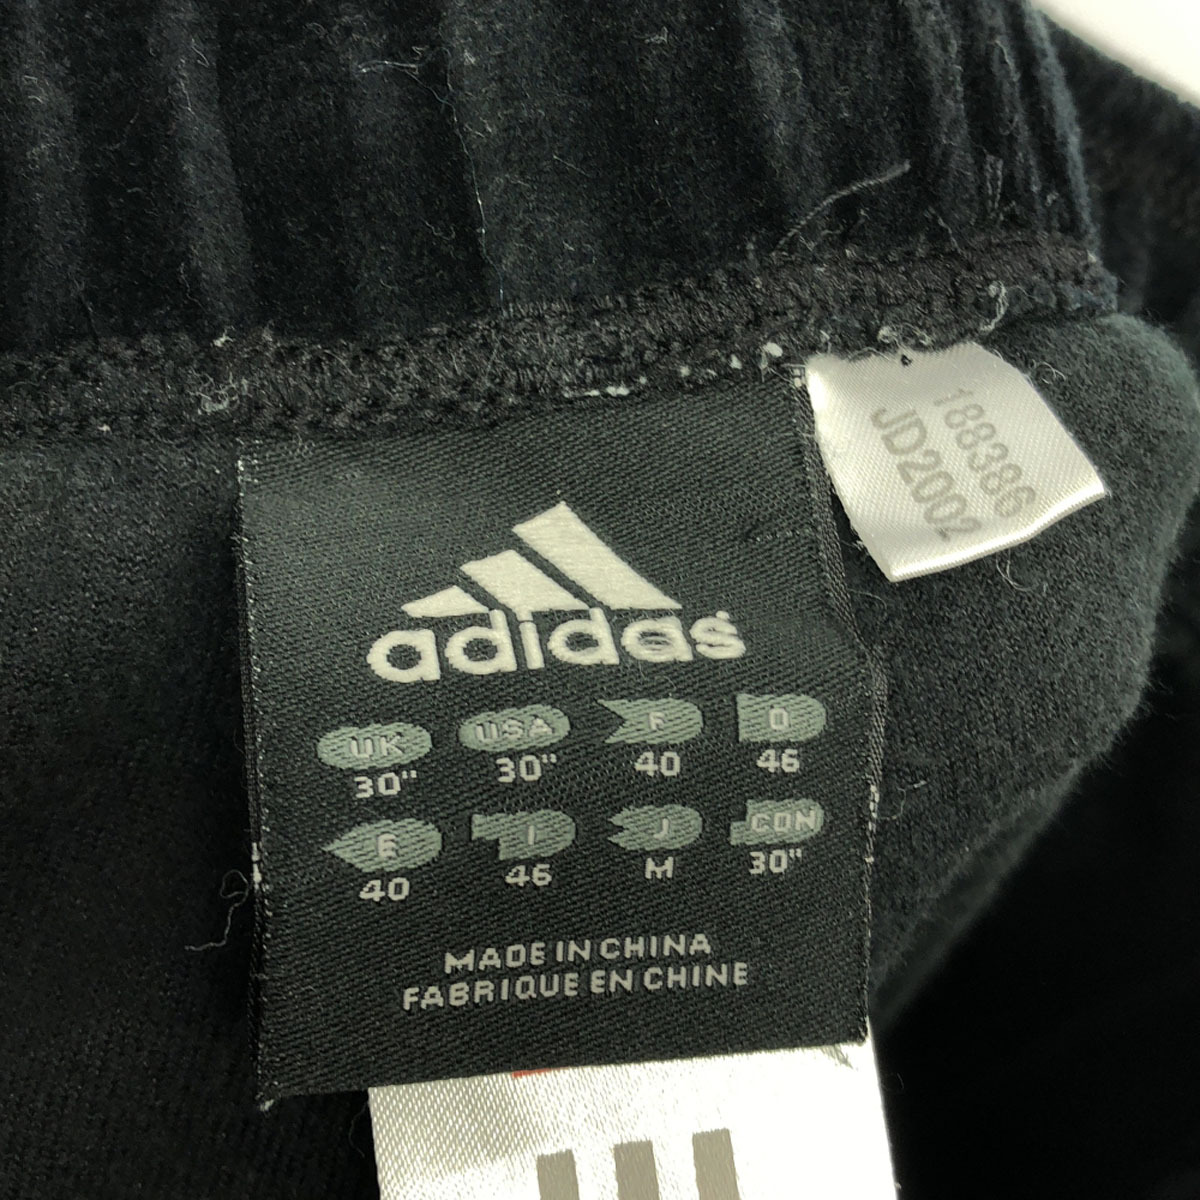 188386
JD2002
adidas
UK USA F D
30" 30" 40 46
E I J CON
40 46 M 30"
MADE IN CHINA
FABRIQUE EN CHINE